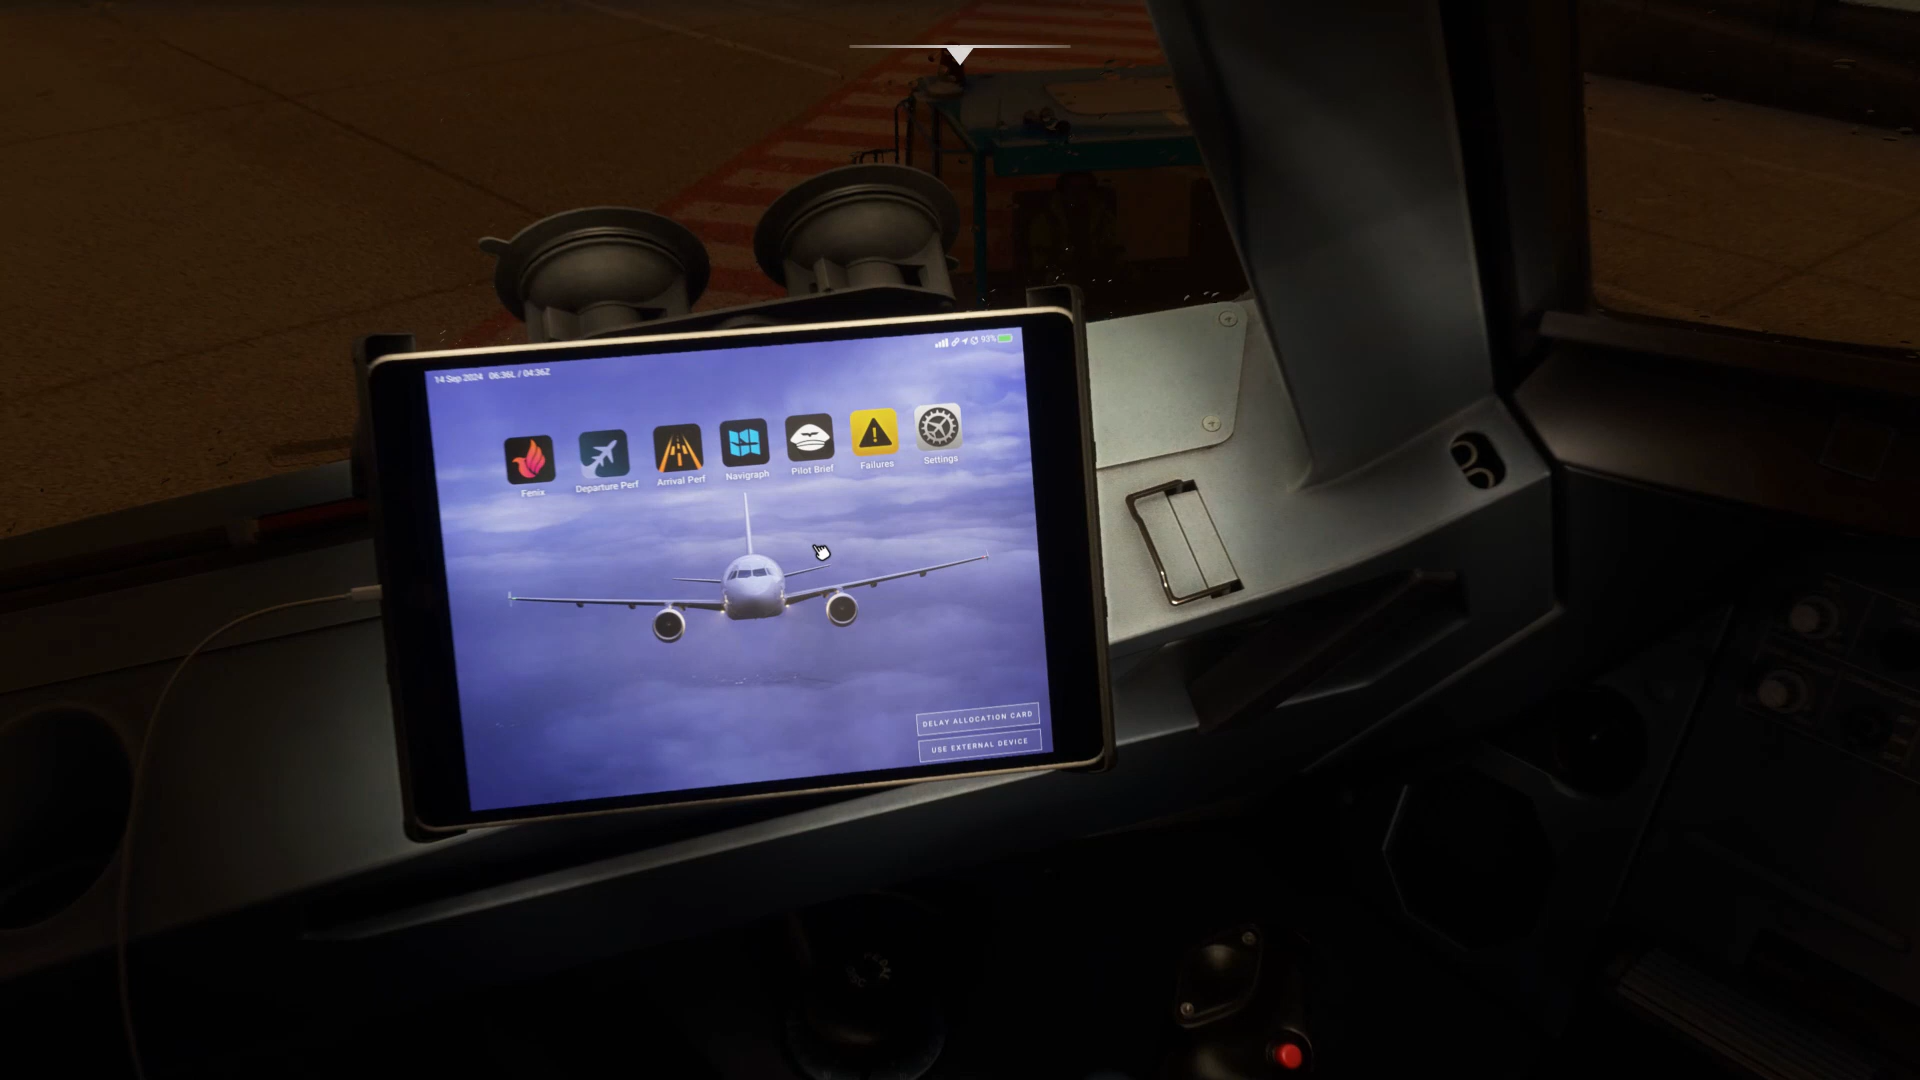 14 Sep 2024 06:36L / 04:36Z
93%
Fenix
Departure Perf
Arrival Perf
Navigraph
Pilot Brief
Failures
Settings
DELAY ALLOCATION CARD
USE EXTERNAL DEVICE